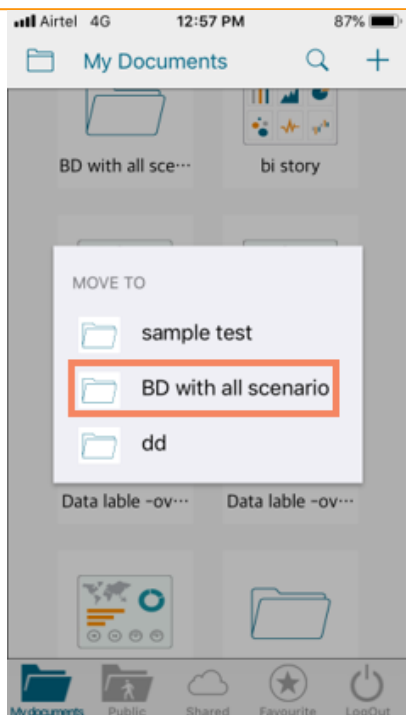 Airtel 4G 12:57 PM 87%
My Documents
BD with all sce...
bi story
MOVE TO
sample test
BD with all scenario
dd
Data lable -ov...
Data lable -ov...
My documents Public Shared Favourite LogOut